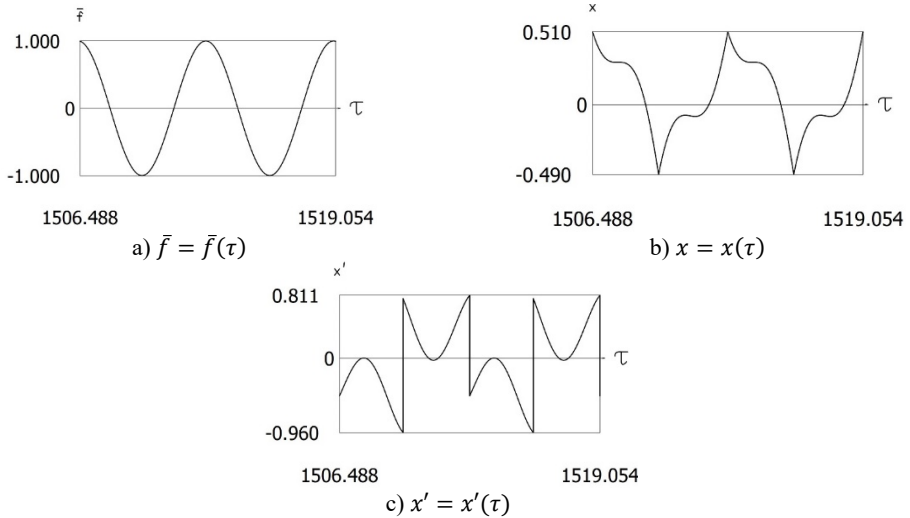 f̄
1.000
0
-1.000
τ
1506.488 1519.054
a) f̄ = f̄(τ)
x
0.510
0
-0.490
τ
1506.488 1519.054
b) x = x(τ)
x'
0.811
0
-0.960
τ
1506.488 1519.054
c) x′ = x′(τ)